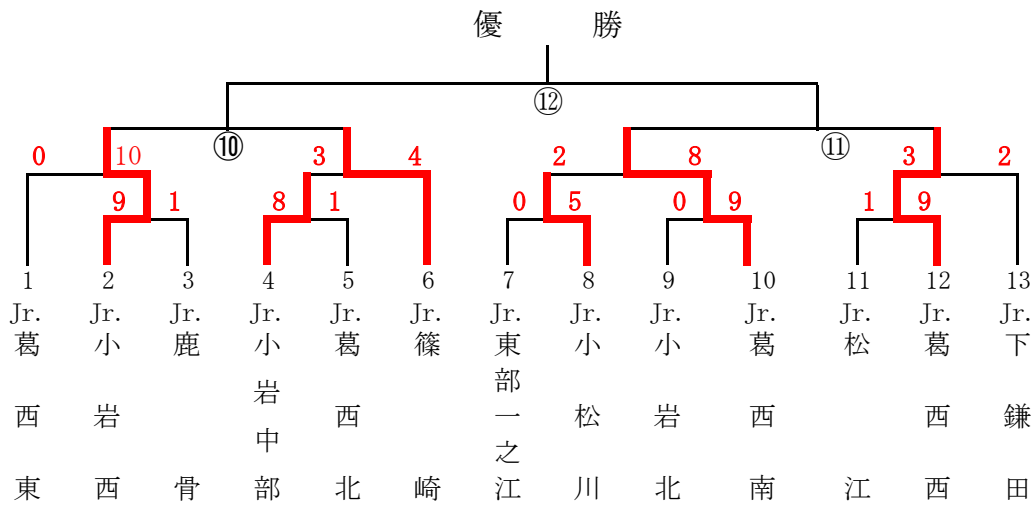 優 勝
⑫
⑩ ⑪
0 10 3 4 2 8 3 2
9 1 8 1 0 5 0 9 1 9
1 2 3 4 5 6 7 8 9 10 11 12 13
Jr. Jr. Jr. Jr. Jr. Jr. Jr. Jr. Jr. Jr. Jr. Jr. Jr.
葛西東
小岩西
鹿骨
小岩中部
葛西北
篠崎
東部一之江
小松川
小岩北
葛西南
松江
葛西西
下鎌田